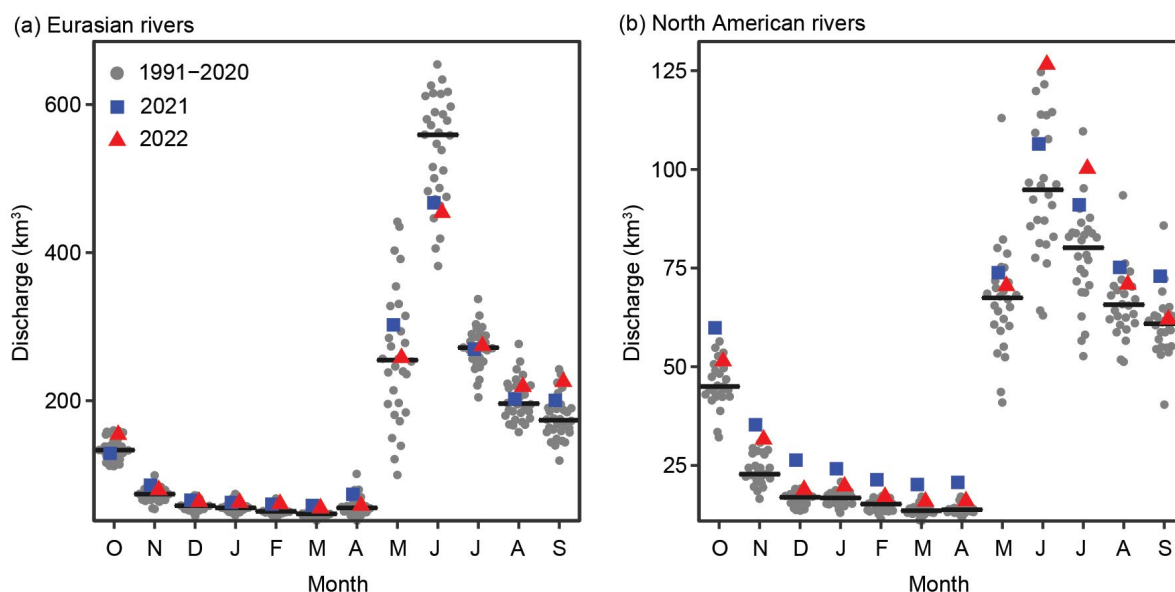 (a) Eurasian rivers
1991−2020
2021
2022
600
400
200
Discharge (km³)
O N D J F M A M J J A S
Month
(b) North American rivers
125
100
75
50
25
Discharge (km³)
O N D J F M A M J J A S
Month